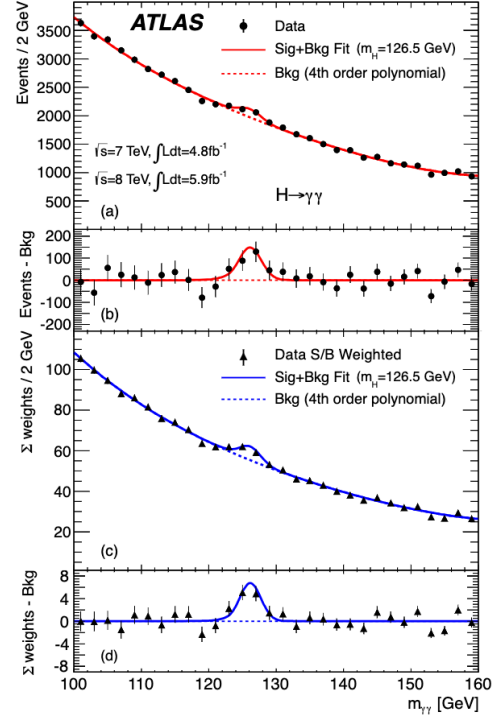 ATLAS
Data
Sig+Bkg Fit (mH=126.5 GeV)
Bkg (4th order polynomial)
Events / 2 GeV
3500
3000
2500
2000
1500
1000
500
√s=7 TeV, ∫Ldt=4.8fb-1
√s=8 TeV, ∫Ldt=5.9fb-1
H→γγ
(a)
Events - Bkg
200
100
0
-100
-200
(b)
Σ weights / 2 GeV
Data S/B Weighted
Sig+Bkg Fit (mH=126.5 GeV)
Bkg (4th order polynomial)
100
80
60
40
20
(c)
Σ weights - Bkg
8
4
0
-4
-8
(d)
100 110 120 130 140 150 160
mγγ [GeV]